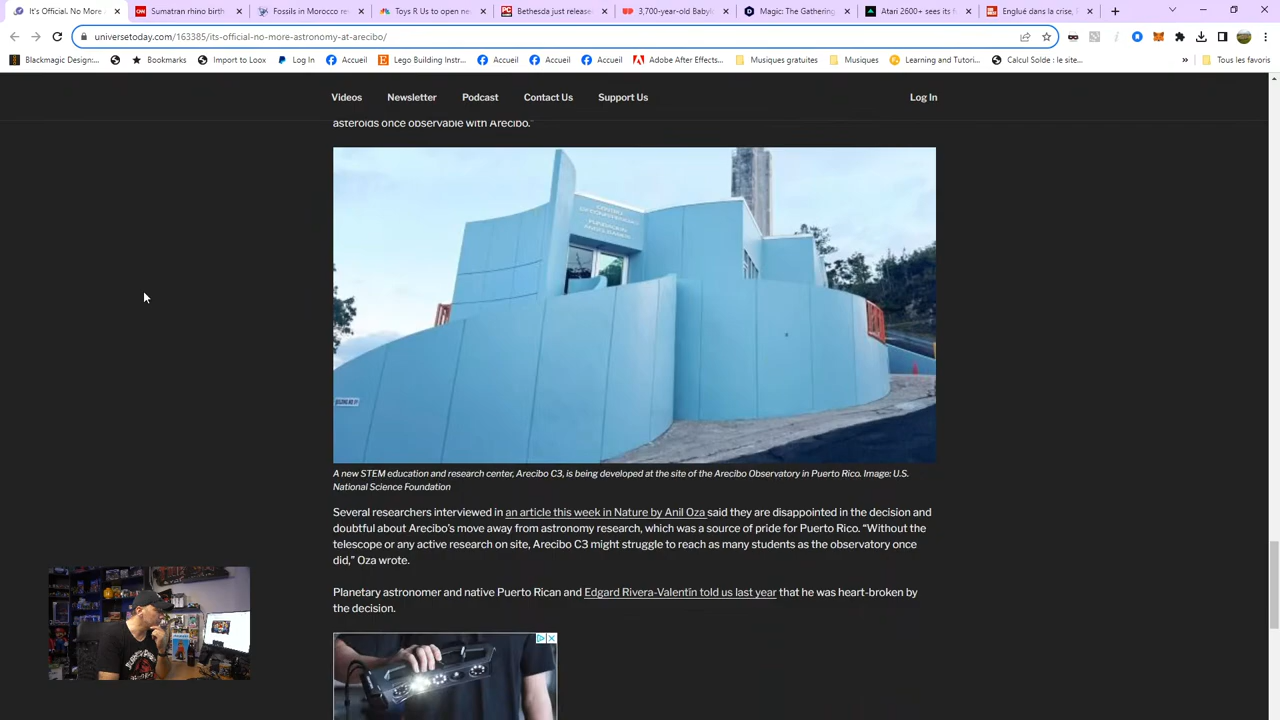 It's Official. No More
Sumatran rhino birth
Fossils in Morocco re
Toys R Us to open ne
Bethesda just release
3,700-year-old Baby
Magic: The Gathering
Atari 2600+ sees its f
Englué dans la crise,
universetoday.com/163385/its-official-no-more-astronomy-at-arecibo/
Blackmagic Design:...
Bookmarks
Import to Loox
Log In
Accueil
Lego Building Instr...
Accueil
Accueil
Accueil
Adobe After Effects...
Musiques gratuites
Musiques
Learning and Tutori...
Calcul Solde : le site...
»
Tous les favoris
Videos
Newsletter
Podcast
Contact Us
Support Us
Log In
asteroids once observable with Arecibo."
A new STEM education and research center, Arecibo C3, is being developed at the site of the Arecibo Observatory in Puerto Rico. Image: U.S.
National Science Foundation
Several researchers interviewed in an article this week in Nature by Anil Oza said they are disappointed in the decision and
doubtful about Arecibo's move away from astronomy research, which was a source of pride for Puerto Rico. “Without the
telescope or any active research on site, Arecibo C3 might struggle to reach as many students as the observatory once
did,” Oza wrote.
Planetary astronomer and native Puerto Rican and Edgard Rivera-Valentín told us last year that he was heart-broken by
the decision.